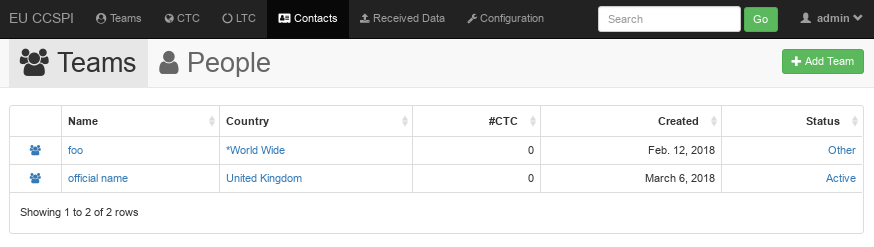 EU CCSPI Teams CTC LTC Contacts Received Data Configuration Search Go admin
Teams People Add Team
Name Country #CTC Created Status
foo *World Wide 0 Feb. 12, 2018 Other
official name United Kingdom 0 March 6, 2018 Active
Showing 1 to 2 of 2 rows